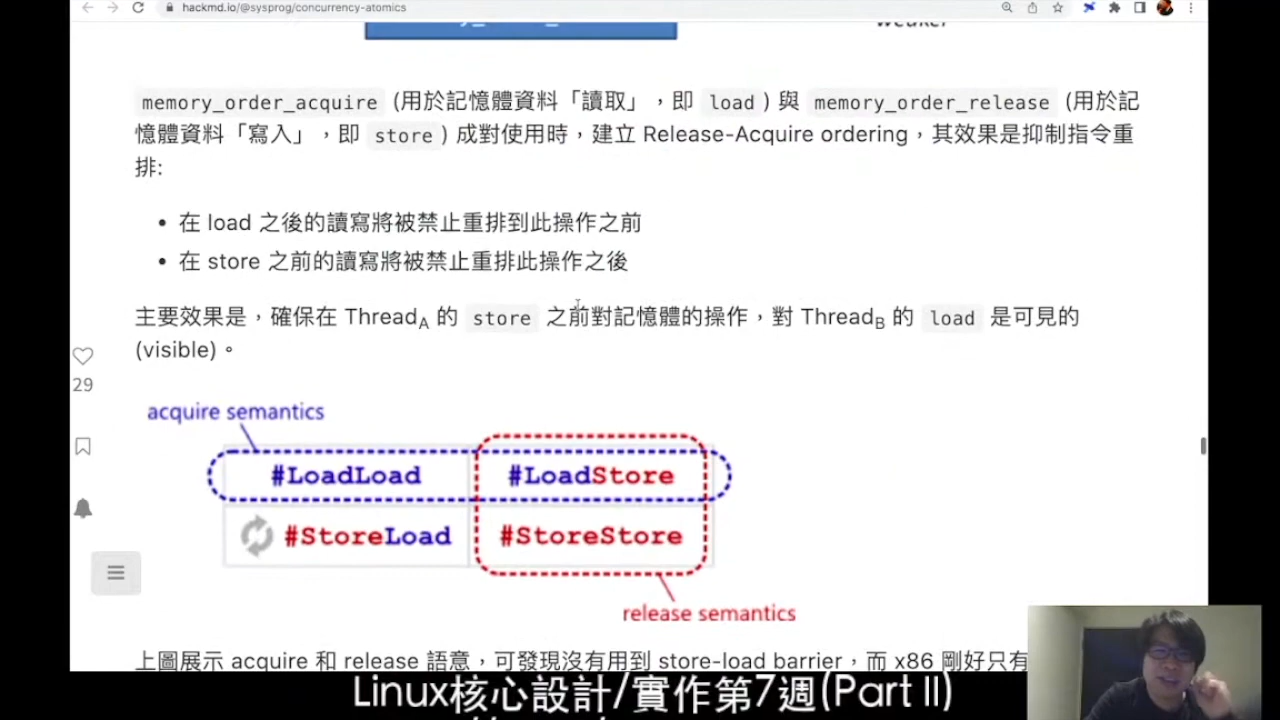 hackmd.io/@sysprog/concurrency-atomics
weaker
memory_order_acquire (用於記憶體資料「讀取」，即 load ) 與 memory_order_release (用於記
憶體資料「寫入」，即 store ) 成對使用時，建立 Release-Acquire ordering，其效果是抑制指令重
排:
• 在 load 之後的讀寫將被禁止重排到此操作之前
• 在 store 之前的讀寫將被禁止重排此操作之後
主要效果是，確保在 ThreadA 的 store 之前對記憶體的操作，對 ThreadB 的 load 是可見的
(visible)。
29
acquire semantics
#LoadLoad #LoadStore
#StoreLoad #StoreStore
release semantics
上圖展示 acquire 和 release 語意，可發現沒有用到 store-load barrier，而 x86 剛好只有
Linux核心設計/實作第7週(Part II)